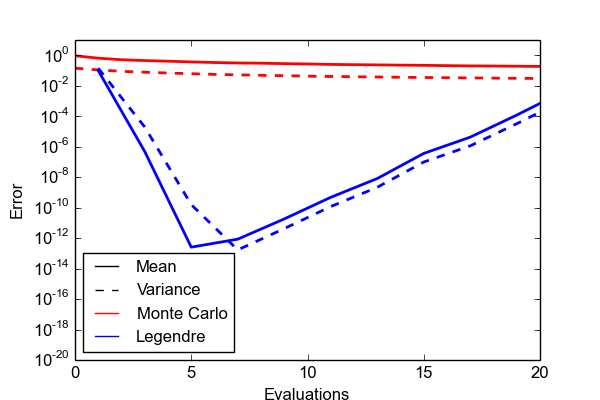 10^0
10^-2
10^-4
10^-6
10^-8
10^-10
10^-12
10^-14
10^-16
10^-18
10^-20
Error
Mean
Variance
Monte Carlo
Legendre
0 5 10 15 20
Evaluations